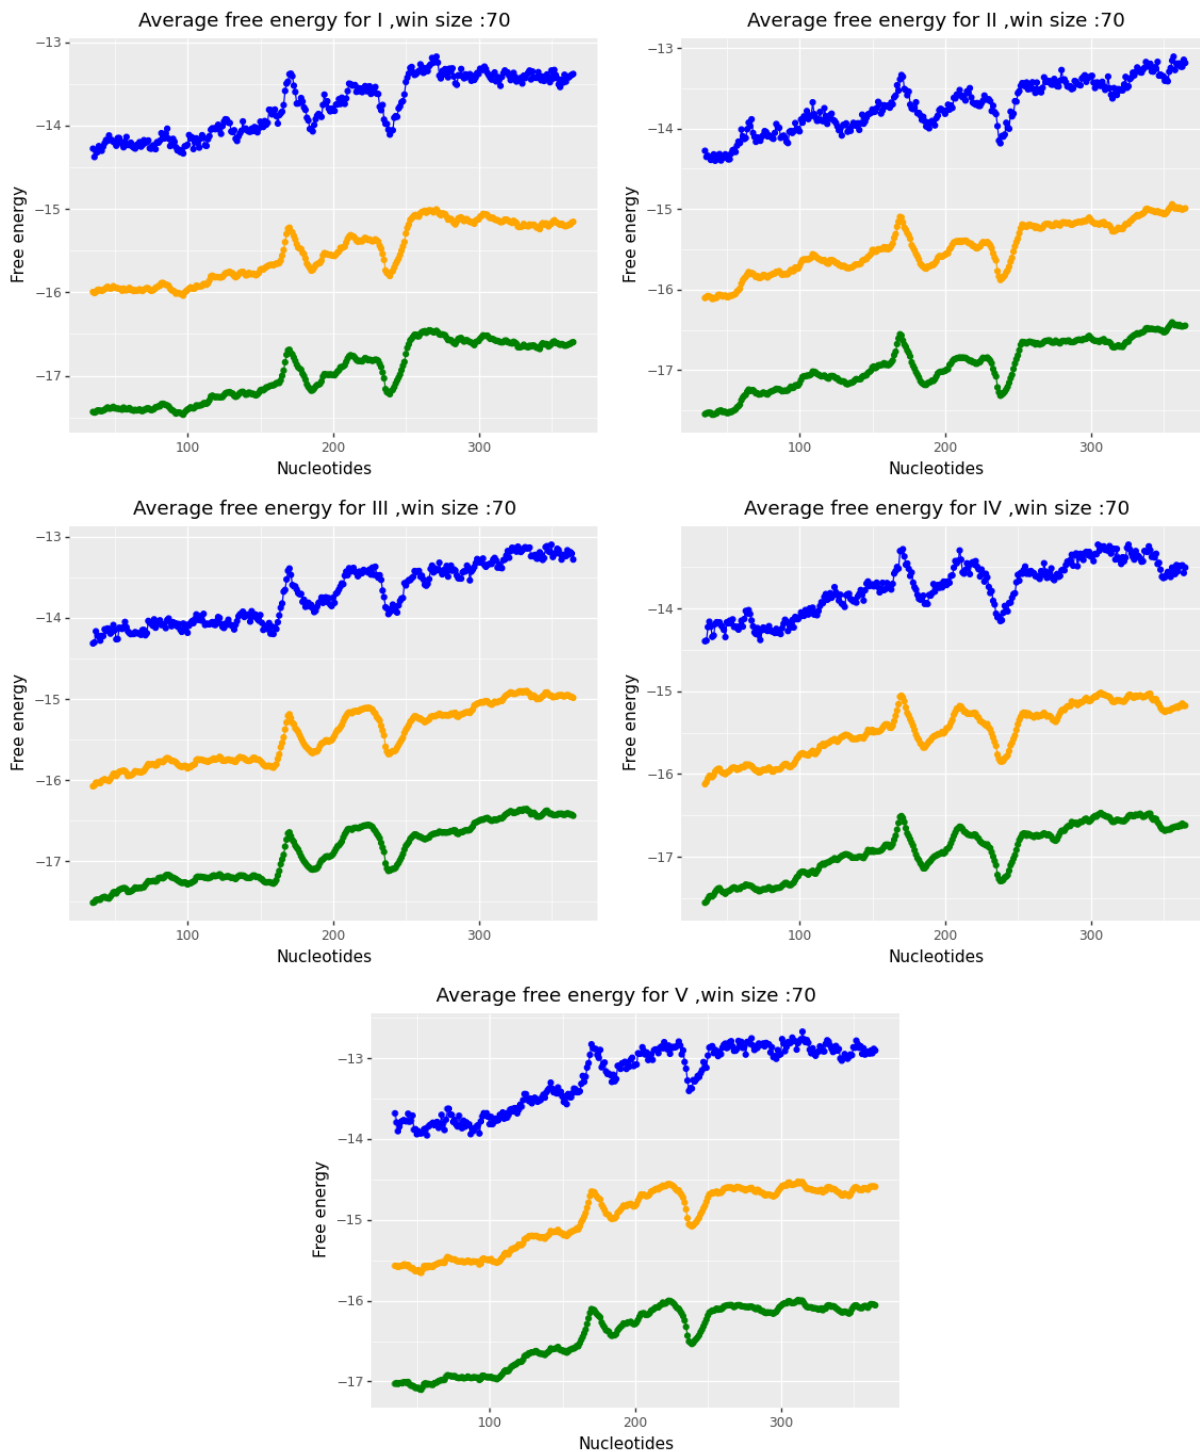 Average free energy for I ,win size :70
−13
−14
−15
−16
−17
Free energy
100
200
300
Nucleotides
Average free energy for II ,win size :70
−13
−14
−15
−16
−17
Free energy
100
200
300
Nucleotides
Average free energy for III ,win size :70
−13
−14
−15
−16
−17
Free energy
100
200
300
Nucleotides
Average free energy for IV ,win size :70
−14
−15
−16
−17
Free energy
100
200
300
Nucleotides
Average free energy for V ,win size :70
−13
−14
−15
−16
−17
Free energy
100
200
300
Nucleotides